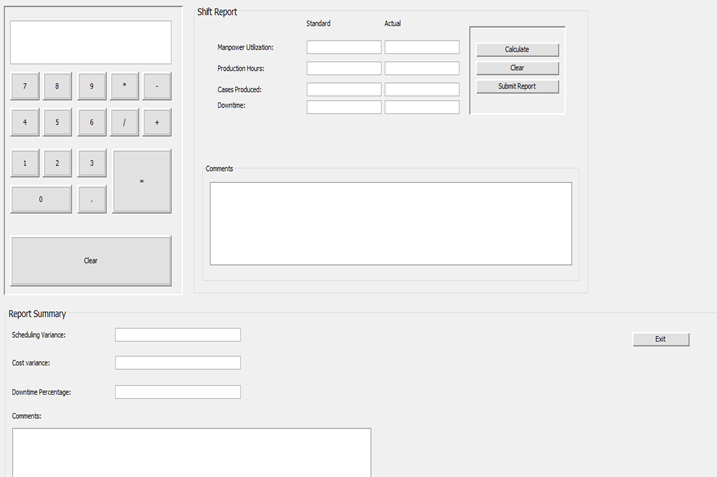 7 8 9 * -
4 5 6 / +
1 2 3 =
0 .
Clear
Shift Report
Standard Actual
Manpower Utilization:
Production Hours:
Cases Produced:
Downtime:
Calculate
Clear
Submit Report
Comments
Report Summary
Scheduling Variance:
Cost variance:
Downtime Percentage:
Comments:
Exit